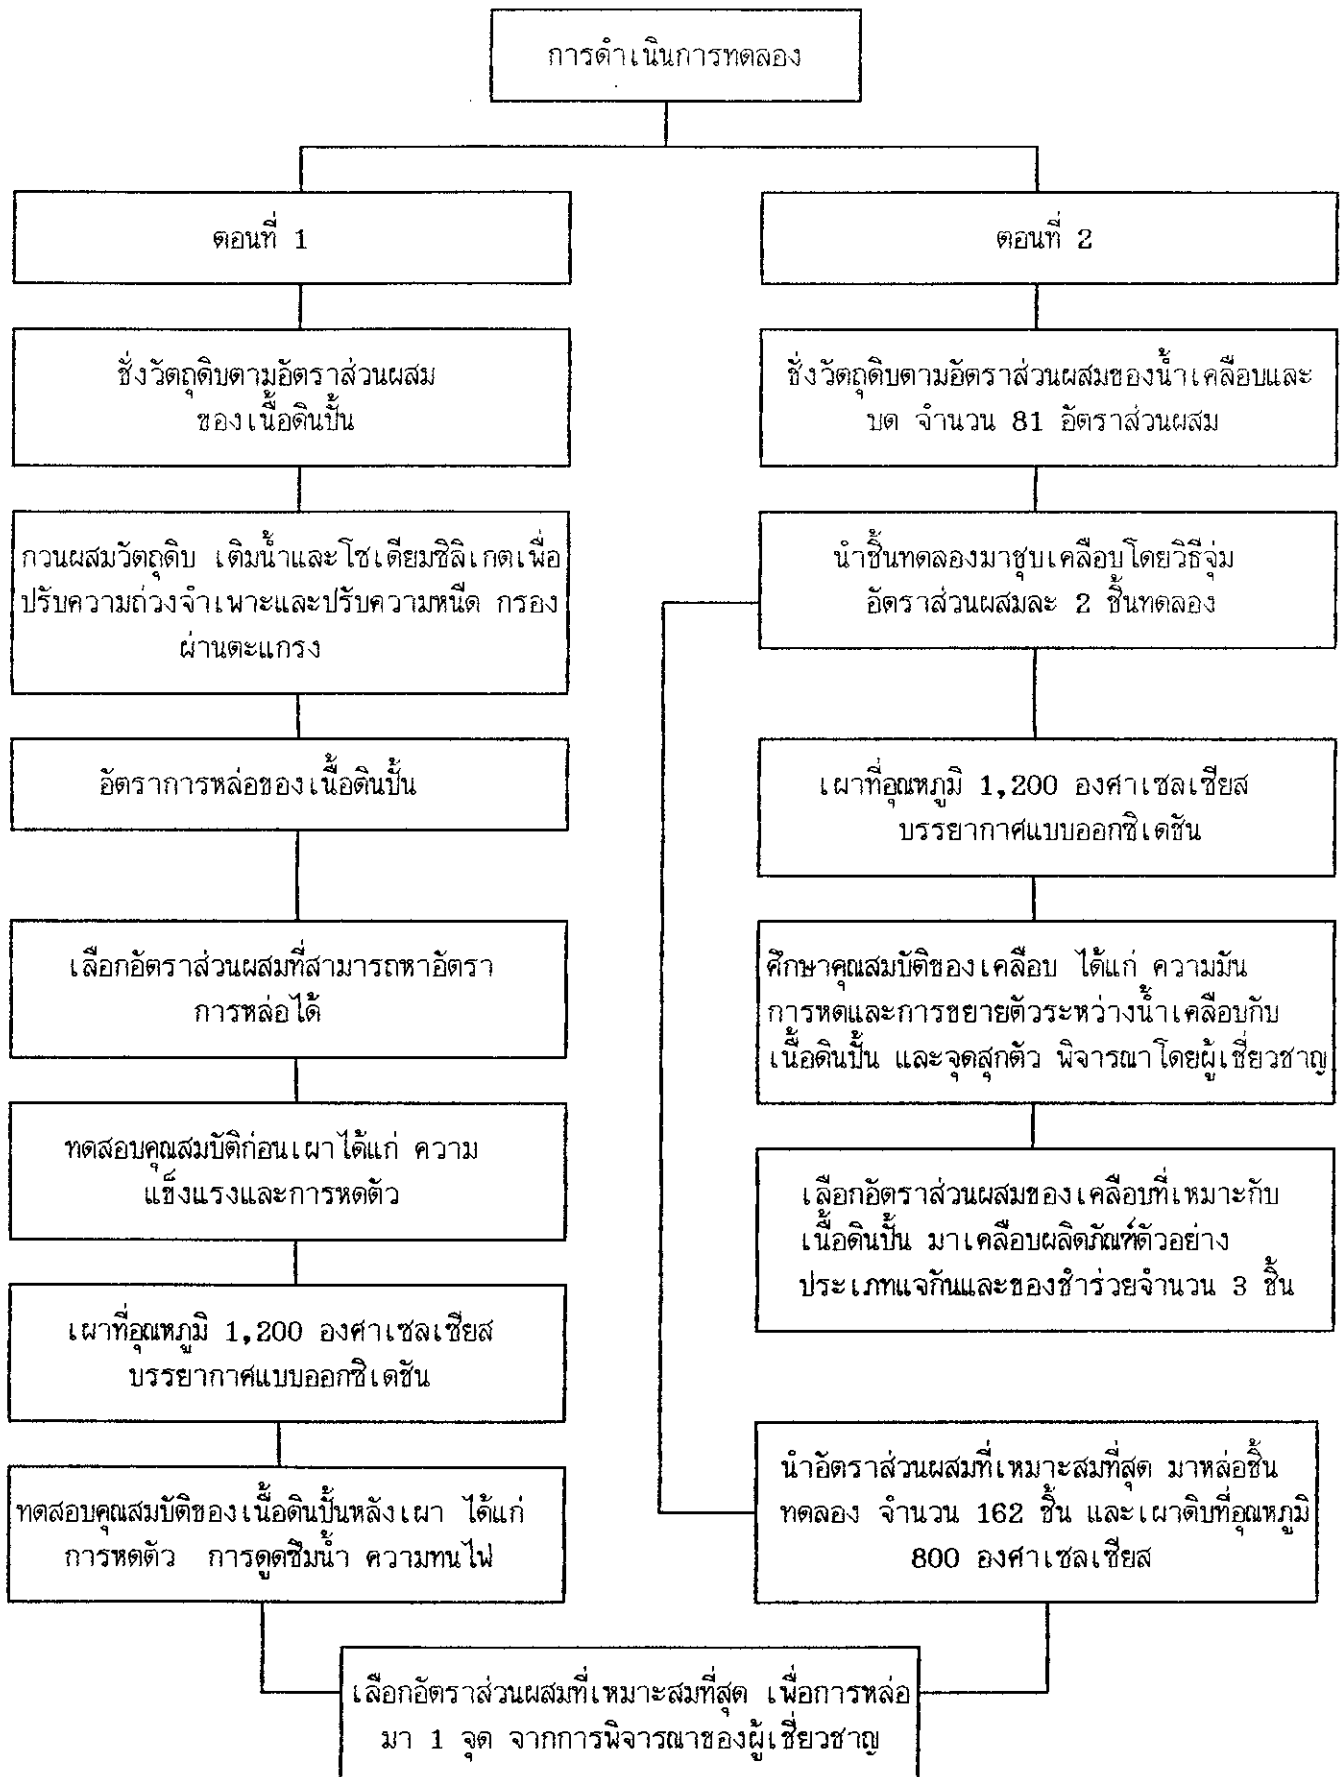 การดำเนินการทดลอง
ตอนที่ 1
ชั่งวัตถุดิบตามอัตราส่วนผสม
ของเนื้อดินปั้น
กวนผสมวัตถุดิบ เติมน้ำและโซเดียมซิลิเกตเพื่อ
ปรับความถ่วงจำเพาะและปรับความหนืด กรอง
ผ่านตะแกรง
อัตราการหล่อของเนื้อดินปั้น
เลือกอัตราส่วนผสมที่สามารถหาอัตรา
การหล่อได้
ทดสอบคุณสมบัติก่อนเผาได้แก่ ความ
แข็งแรงและการหดตัว
เผาที่อุณหภูมิ 1,200 องศาเซลเซียส
บรรยากาศแบบออกซิเดชัน
ทดสอบคุณสมบัติของเนื้อดินปั้นหลังเผา ได้แก่
การหดตัว การดูดซึมน้ำ ความทนไฟ
เลือกอัตราส่วนผสมที่เหมาะสมที่สุด เพื่อการหล่อ
มา 1 จุด จากการพิจารณาของผู้เชี่ยวชาญ
ตอนที่ 2
ชั่งวัตถุดิบตามอัตราส่วนผสมของน้ำเคลือบและ
บด จำนวน 81 อัตราส่วนผสม
นำชิ้นทดลองมาชุบเคลือบโดยวิธีจุ่ม
อัตราส่วนผสมละ 2 ชิ้นทดลอง
เผาที่อุณหภูมิ 1,200 องศาเซลเซียส
บรรยากาศแบบออกซิเดชัน
ศึกษาคุณสมบัติของเคลือบ ได้แก่ ความมัน
การหดและการขยายตัวระหว่างน้ำเคลือบกับ
เนื้อดินปั้น และจุดสุกตัว พิจารณาโดยผู้เชี่ยวชาญ
เลือกอัตราส่วนผสมของเคลือบที่เหมาะกับ
เนื้อดินปั้น มาเคลือบผลิตภัณฑ์ตัวอย่าง
ประเภทแจกันและของชำร่วยจำนวน 3 ชิ้น
นำอัตราส่วนผสมที่เหมาะสมที่สุด มาหล่อชิ้น
ทดลอง จำนวน 162 ชิ้น และเผาดิบที่อุณหภูมิ
800 องศาเซลเซียส